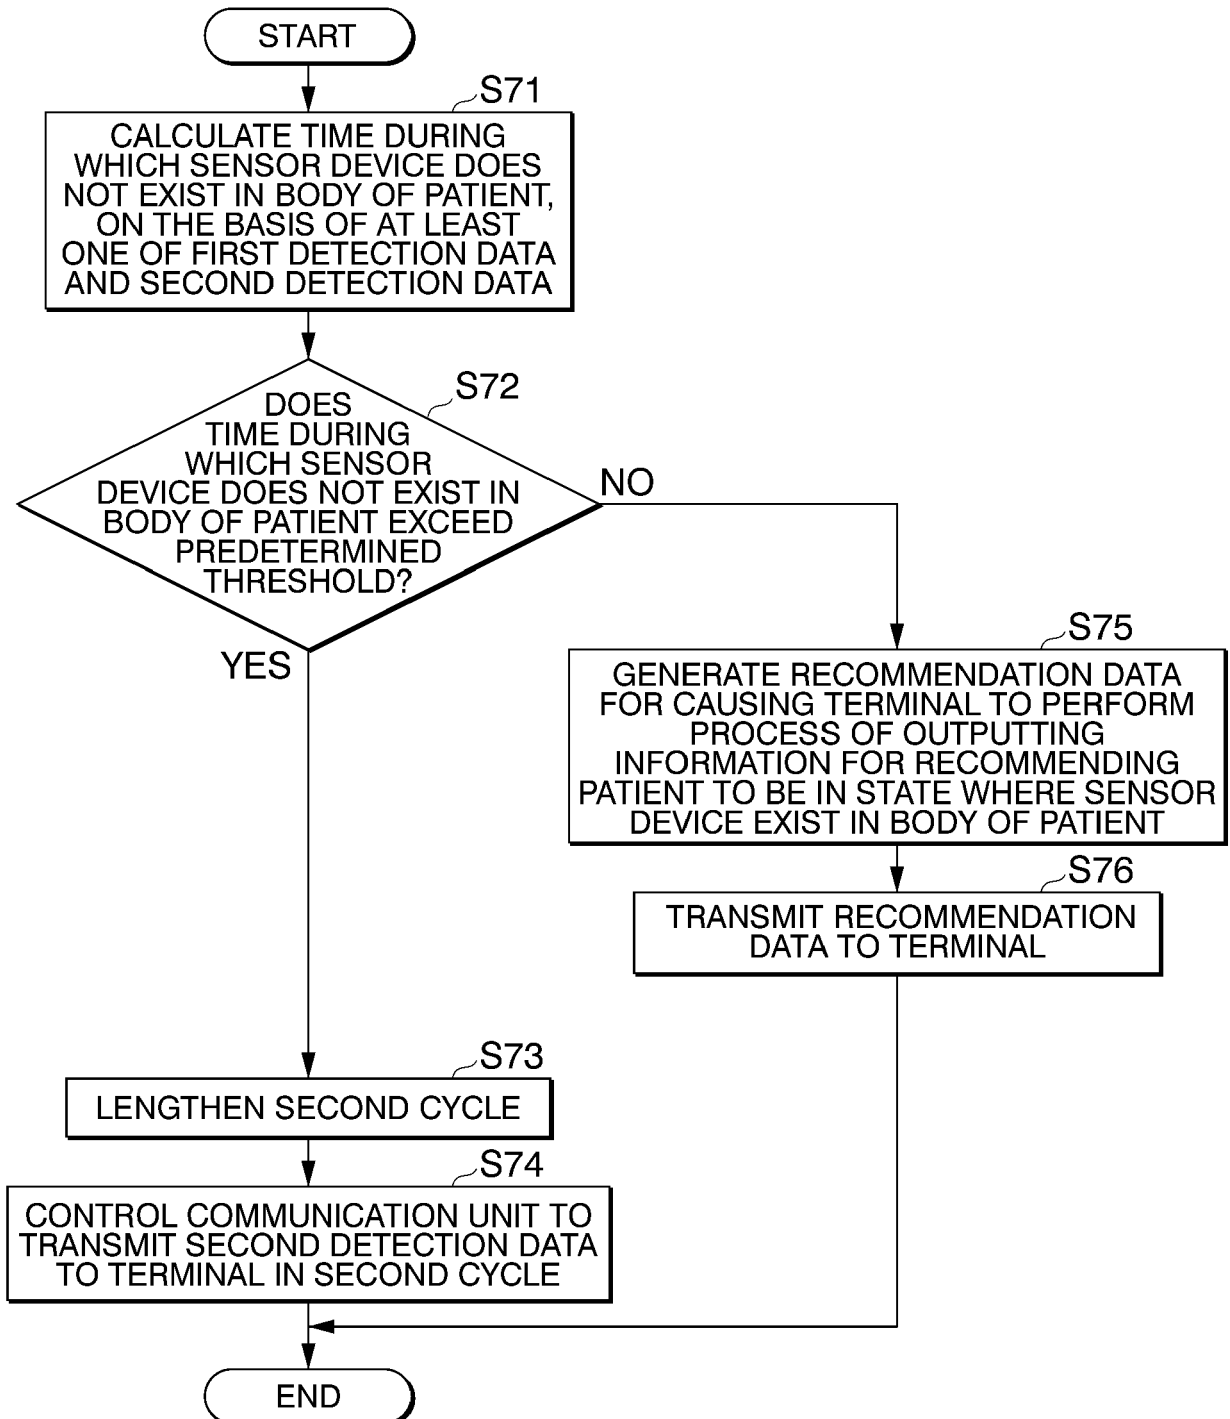 START
S71
CALCULATE TIME DURING
WHICH SENSOR DEVICE DOES
NOT EXIST IN BODY OF PATIENT,
ON THE BASIS OF AT LEAST
ONE OF FIRST DETECTION DATA
AND SECOND DETECTION DATA
S72
DOES
TIME DURING
WHICH SENSOR
DEVICE DOES NOT EXIST IN
BODY OF PATIENT EXCEED
PREDETERMINED
THRESHOLD?
NO
YES
S75
GENERATE RECOMMENDATION DATA
FOR CAUSING TERMINAL TO PERFORM
PROCESS OF OUTPUTTING
INFORMATION FOR RECOMMENDING
PATIENT TO BE IN STATE WHERE SENSOR
DEVICE EXIST IN BODY OF PATIENT
S76
TRANSMIT RECOMMENDATION
DATA TO TERMINAL
S73
LENGTHEN SECOND CYCLE
S74
CONTROL COMMUNICATION UNIT TO
TRANSMIT SECOND DETECTION DATA
TO TERMINAL IN SECOND CYCLE
END